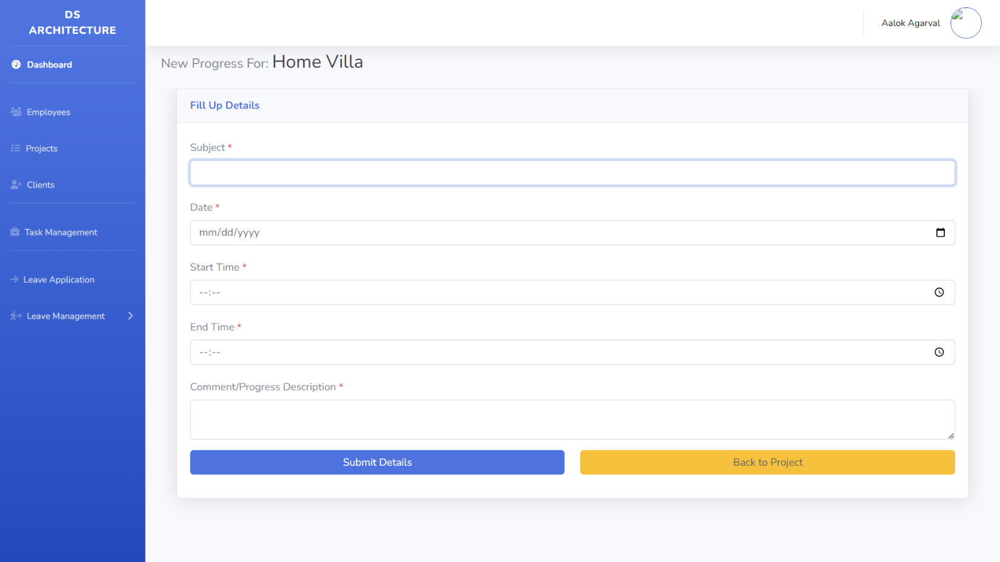 DS
ARCHITECTURE
Aalok Agarval
Dashboard
Employees
Projects
Clients
Task Management
Leave Application
Leave Management
New Progress For: Home Villa
Fill Up Details
Subject *
Date *
mm/dd/yyyy
Start Time *
--:--
End Time *
--:--
Comment/Progress Description *
Submit Details
Back to Project